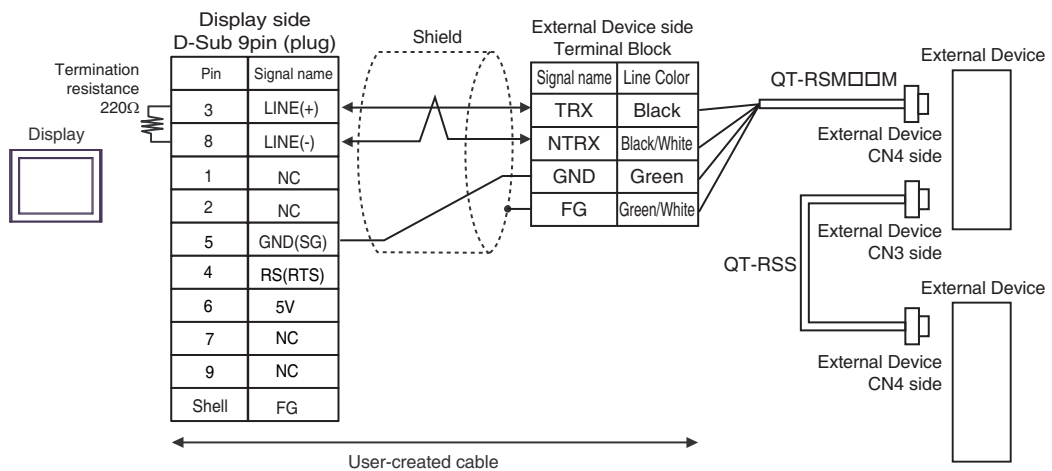 Display side
D-Sub 9pin (plug)
Shield
External Device side
Terminal Block
External Device
Termination
resistance
220Ω
Display
Pin Signal name
3 LINE(+)
8 LINE(-)
1 NC
2 NC
5 GND(SG)
4 RS(RTS)
6 5V
7 NC
9 NC
Shell FG
Signal name Line Color
TRX Black
NTRX Black/White
GND Green
FG Green/White
QT-RSM□□M
External Device
CN4 side
External Device
CN3 side
QT-RSS
External Device
External Device
CN4 side
User-created cable